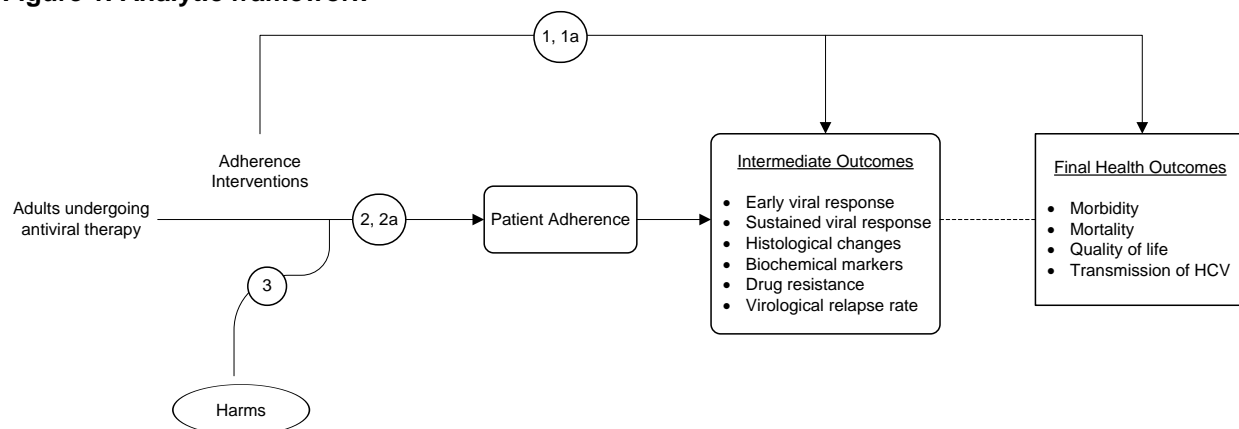 Figure 1. Analytic framework
1, 1a
Adherence
Interventions
Adults undergoing
antiviral therapy
2, 2a
Patient Adherence
3
Harms
Intermediate Outcomes
• Early viral response
• Sustained viral response
• Histological changes
• Biochemical markers
• Drug resistance
• Virological relapse rate
Final Health Outcomes
• Morbidity
• Mortality
• Quality of life
• Transmission of HCV